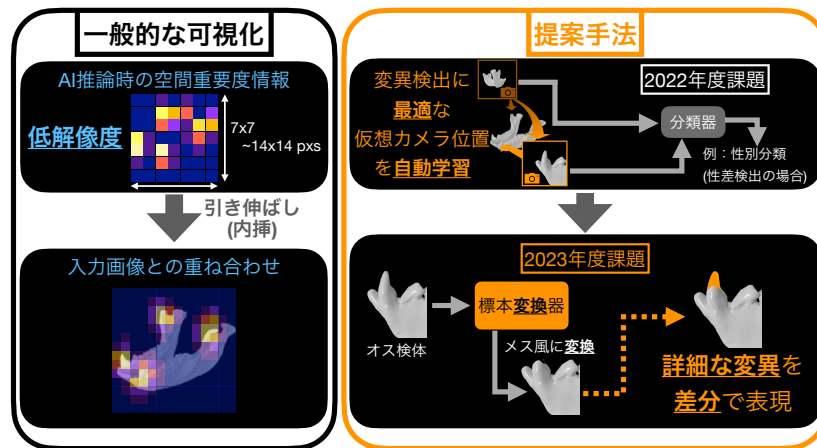 一般的な可視化
AI推論時の空間重要度情報
低解像度
7x7
~14x14 pxs
引き伸ばし
(内挿)
入力画像との重ね合わせ
提案手法
変異検出に
最適な
仮想カメラ位置
を自動学習
2022年度課題
分類器
例：性別分類
(性差検出の場合)
2023年度課題
オス検体
標本変換器
メス風に変換
詳細な変異を
差分で表現